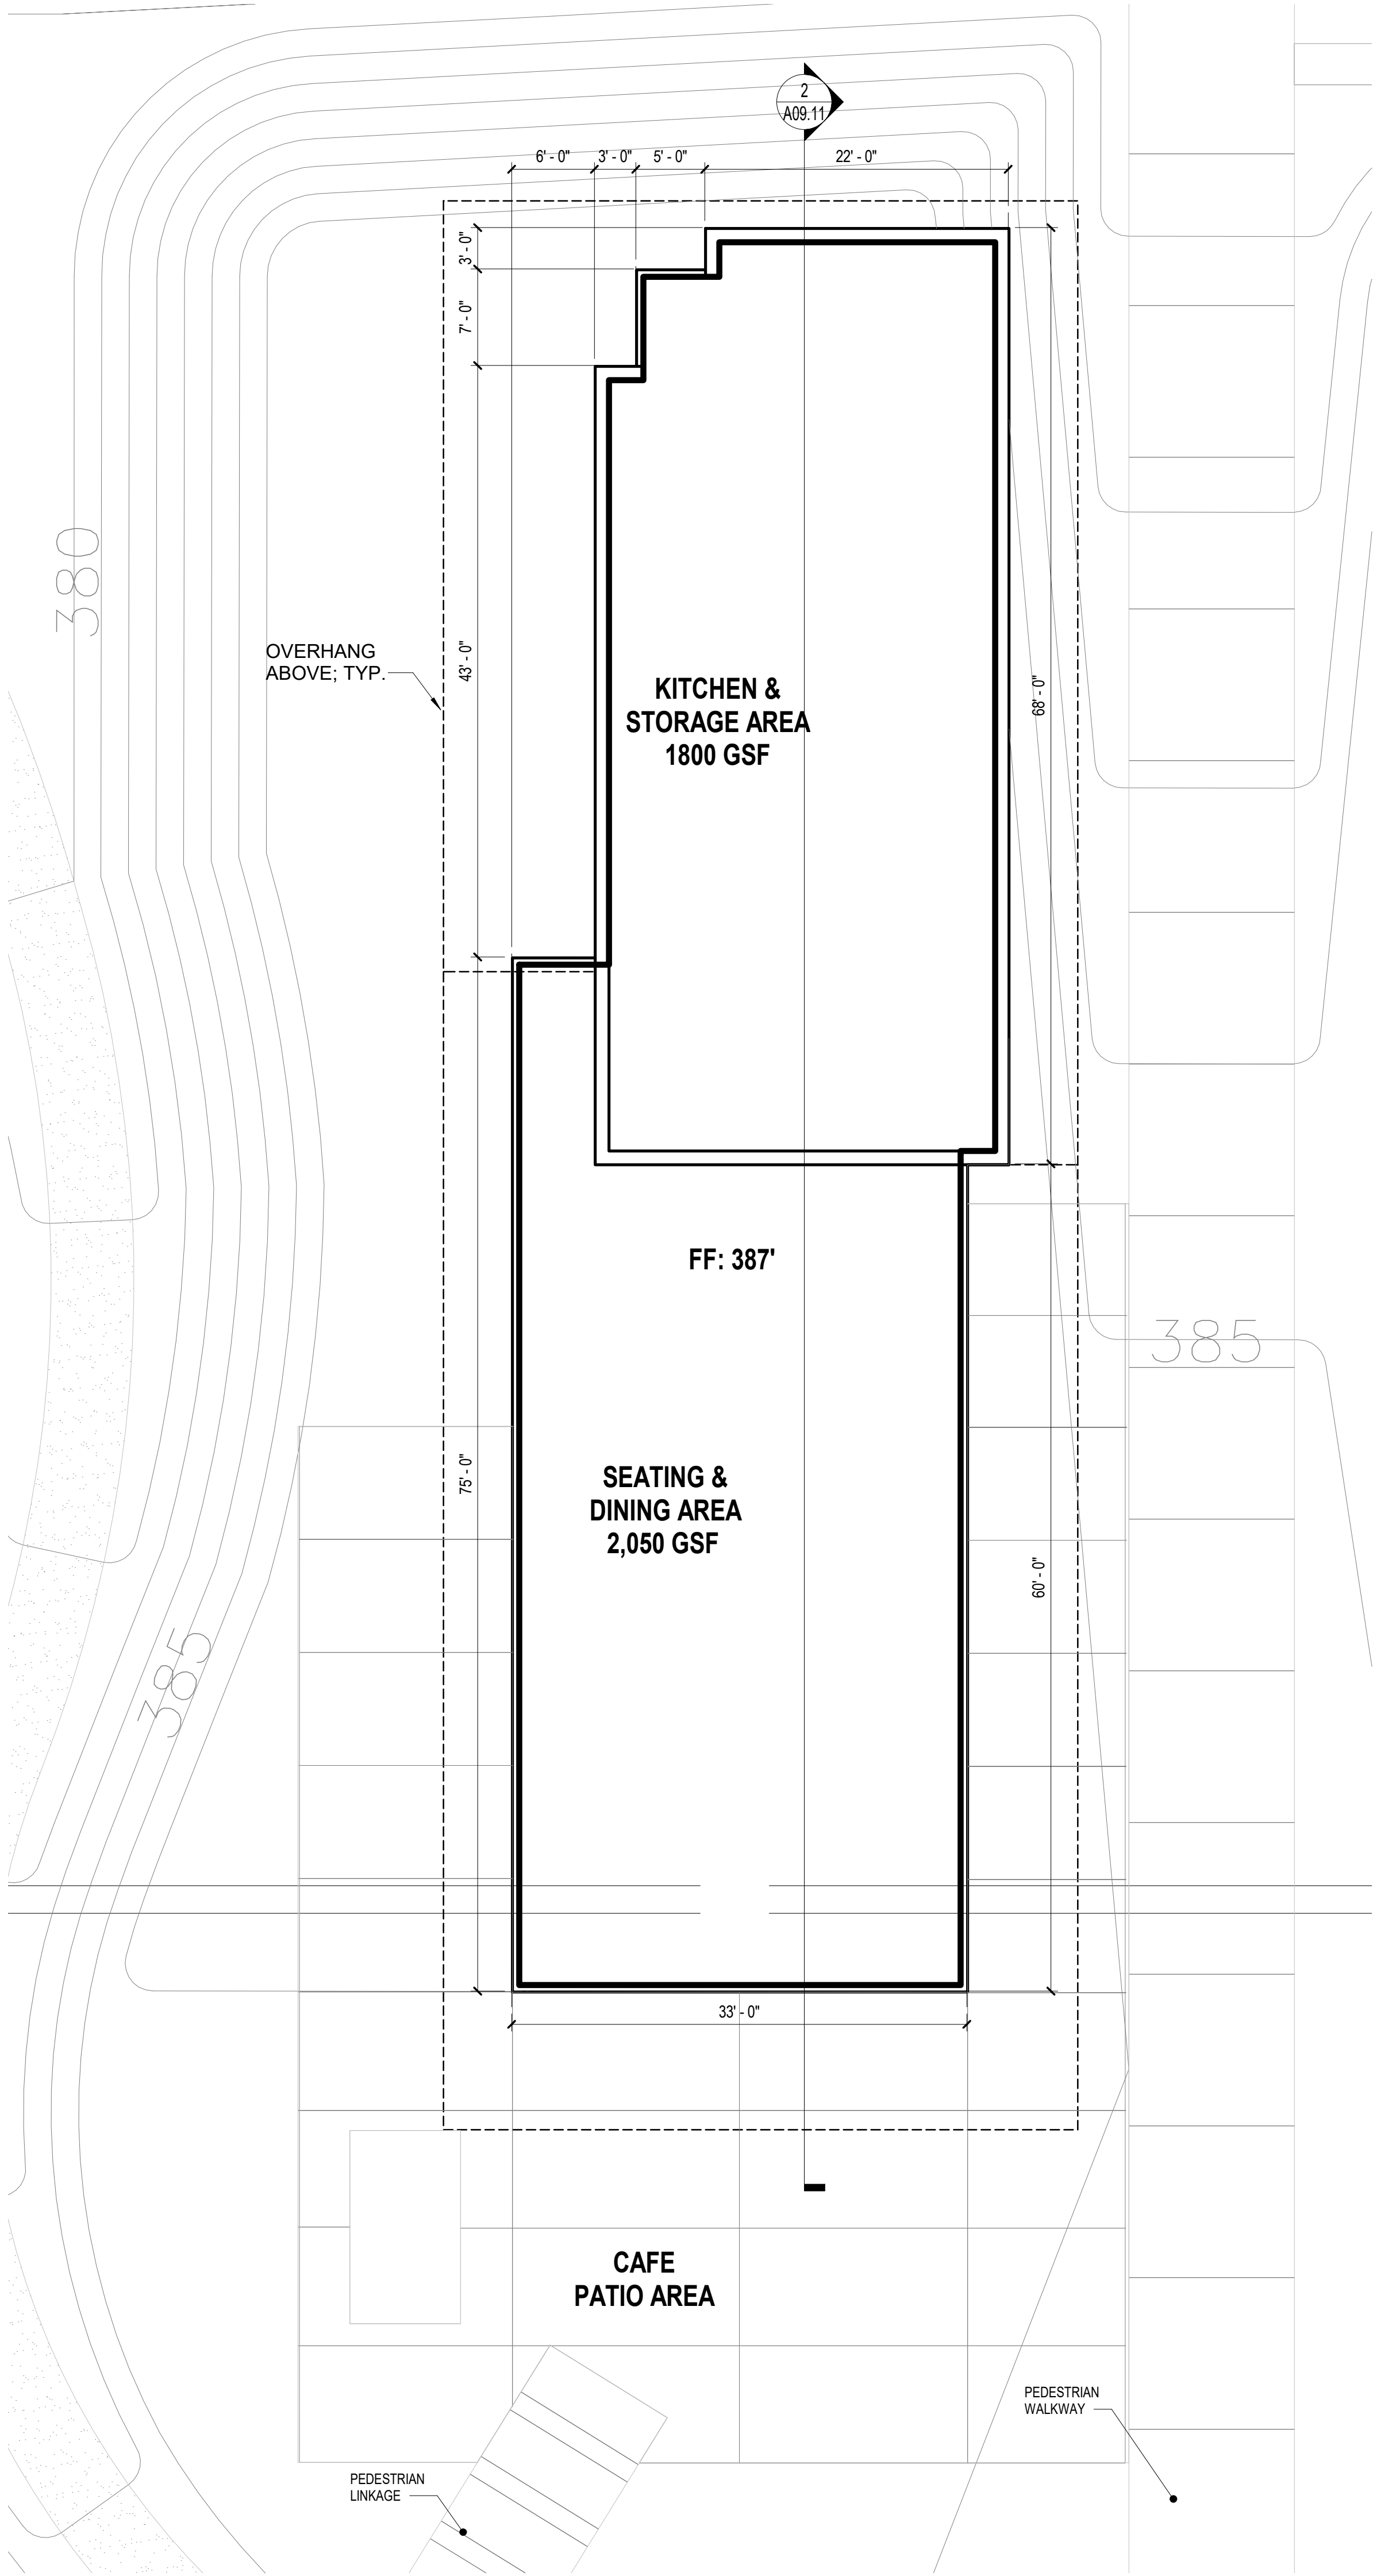 2
A09.11
6' - 0"
3' - 0"
5' - 0"
22' - 0"
3' - 0"
7' - 0"
380
OVERHANG
ABOVE; TYP.
43' - 0"
KITCHEN &
STORAGE AREA
1800 GSF
68' - 0"
FF: 387'
385
SEATING &
DINING AREA
2,050 GSF
75' - 0"
60' - 0"
385
33' - 0"
CAFE
PATIO AREA
PEDESTRIAN
WALKWAY
PEDESTRIAN
LINKAGE